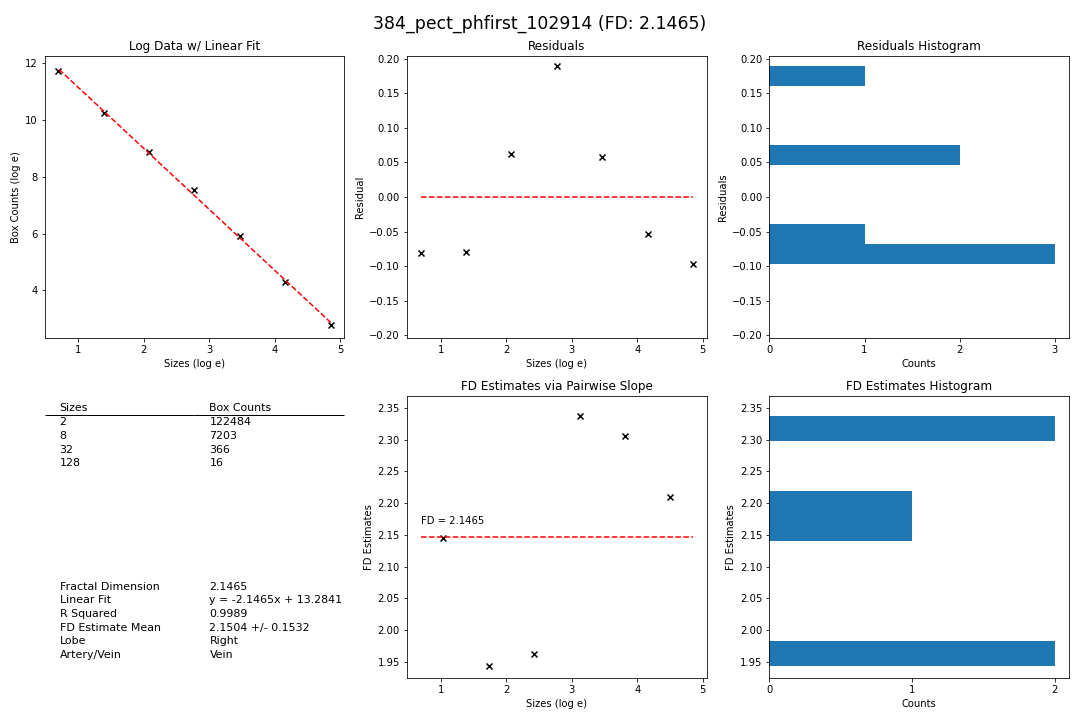 384_pect_phfirst_102914 (FD: 2.1465)
Log Data w/ Linear Fit
12
10
8
6
4
Box Counts (log e)
1 2 3 4 5
Sizes (log e)
Residuals
0.20
0.15
0.10
0.05
0.00
−0.05
−0.10
−0.15
−0.20
Residual
1 2 3 4 5
Sizes (log e)
Residuals Histogram
0.20
0.15
0.10
0.05
0.00
−0.05
−0.10
−0.15
−0.20
Residuals
0 1 2 3
Counts
Sizes Box Counts
2 122484
8 7203
32 366
128 16
Fractal Dimension 2.1465
Linear Fit y = -2.1465x + 13.2841
R Squared 0.9989
FD Estimate Mean 2.1504 +/- 0.1532
Lobe Right
Artery/Vein Vein
FD Estimates via Pairwise Slope
2.35
2.30
2.25
2.20
2.15
2.10
2.05
2.00
1.95
FD Estimates
FD = 2.1465
1 2 3 4 5
Sizes (log e)
FD Estimates Histogram
2.35
2.30
2.25
2.20
2.15
2.10
2.05
2.00
1.95
FD Estimates
0 1 2
Counts